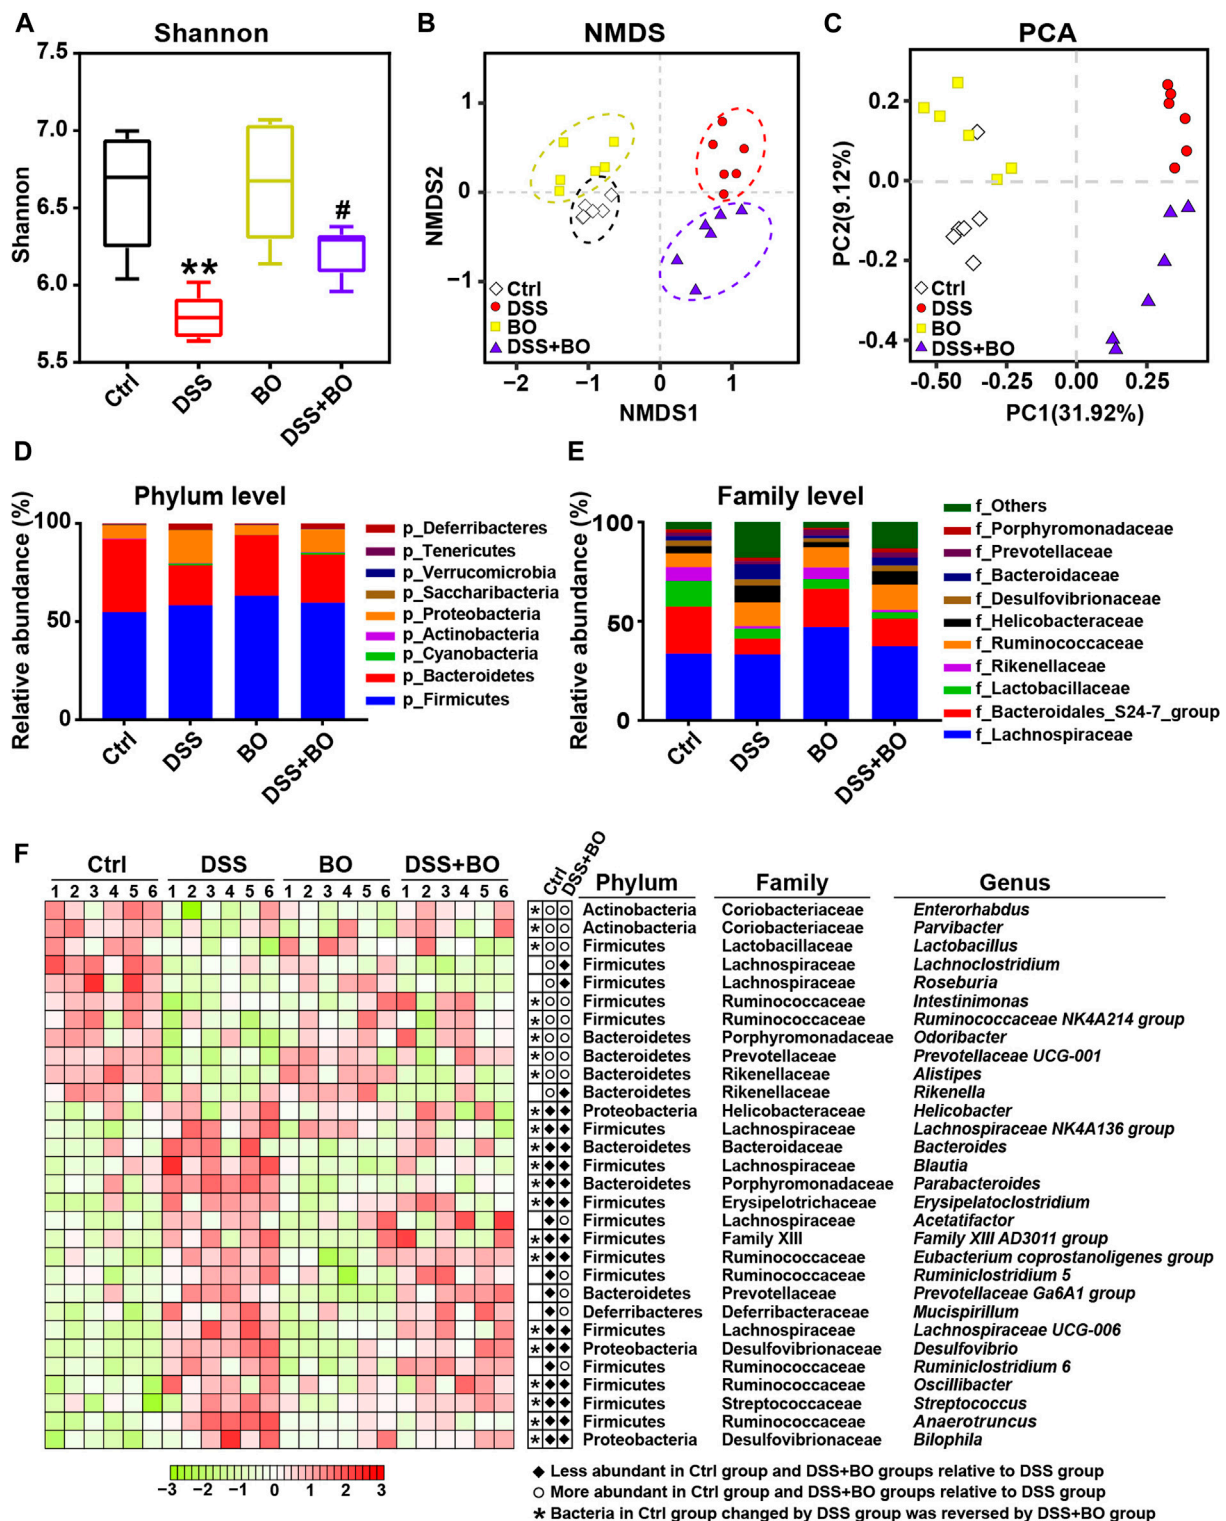 A
Shannon
7.5
7.0
6.5
6.0
5.5
Shannon
**
#
Ctrl
DSS
BO
DSS+BO
B
NMDS
1
0
−1
NMDS2
Ctrl
DSS
BO
DSS+BO
−2 −1 0 1
NMDS1
C
PCA
0.2
0.0
-0.2
-0.4
PC2(9.12%)
Ctrl
DSS
BO
DSS+BO
-0.50 -0.25 0.00 0.25
PC1(31.92%)
D
Phylum level
Relative abundance (%)
100
50
0
Ctrl
DSS
BO
DSS+BO
p_Deferribacteres
p_Tenericutes
p_Verrucomicrobia
p_Saccharibacteria
p_Proteobacteria
p_Actinobacteria
p_Cyanobacteria
p_Bacteroidetes
p_Firmicutes
E
Family level
Relative abundance (%)
100
50
0
Ctrl
DSS
BO
DSS+BO
f_Others
f_Porphyromonadaceae
f_Prevotellaceae
f_Bacteroidaceae
f_Desulfovibrionaceae
f_Helicobacteraceae
f_Ruminococcaceae
f_Rikenellaceae
f_Lactobacillaceae
f_Bacteroidales_S24-7_group
f_Lachnospiraceae
F
Ctrl DSS BO DSS+BO
1 2 3 4 5 6 1 2 3 4 5 6 1 2 3 4 5 6 1 2 3 4 5 6
Ctrl DSS+BO Phylum Family Genus
* ○ ○ Actinobacteria Coriobacteriaceae Enterorhabdus
* ○ ○ Actinobacteria Coriobacteriaceae Parvibacter
* ○ ○ Firmicutes Lactobacillaceae Lactobacillus
○ ◆ Firmicutes Lachnospiraceae Lachnoclostridium
○ ◆ Firmicutes Lachnospiraceae Roseburia
* ○ ○ Firmicutes Ruminococcaceae Intestinimonas
* ○ ○ Firmicutes Ruminococcaceae Ruminococcaceae NK4A214 group
* ○ ○ Bacteroidetes Porphyromonadaceae Odoribacter
* ○ ○ Bacteroidetes Prevotellaceae Prevotellaceae UCG-001
* ○ ○ Bacteroidetes Rikenellaceae Alistipes
○ ◆ Bacteroidetes Rikenellaceae Rikenella
* ◆ ◆ Proteobacteria Helicobacteraceae Helicobacter
* ◆ ◆ Firmicutes Lachnospiraceae Lachnospiraceae NK4A136 group
* ◆ ◆ Bacteroidetes Bacteroidaceae Bacteroides
* ◆ ◆ Firmicutes Lachnospiraceae Blautia
* ◆ ◆ Bacteroidetes Porphyromonadaceae Parabacteroides
* ◆ ◆ Firmicutes Erysipelotrichaceae Erysipelatoclostridium
◆ ○ Firmicutes Lachnospiraceae Acetatifactor
* ◆ ◆ Firmicutes Family XIII Family XIII AD3011 group
* ◆ ◆ Firmicutes Ruminococcaceae Eubacterium coprostanoligenes group
◆ ○ Firmicutes Ruminococcaceae Ruminiclostridium 5
◆ ○ Bacteroidetes Prevotellaceae Prevotellaceae Ga6A1 group
◆ ○ Deferribacteres Deferribacteraceae Mucispirillum
* ◆ ◆ Firmicutes Lachnospiraceae Lachnospiraceae UCG-006
* ◆ ◆ Proteobacteria Desulfovibrionaceae Desulfovibrio
◆ ○ Firmicutes Ruminococcaceae Ruminiclostridium 6
* ◆ ◆ Firmicutes Ruminococcaceae Oscillibacter
* ◆ ◆ Firmicutes Streptococcaceae Streptococcus
* ◆ ◆ Firmicutes Ruminococcaceae Anaerotruncus
* ◆ ◆ Proteobacteria Desulfovibrionaceae Bilophila
−3 −2 −1 0 1 2 3
◆ Less abundant in Ctrl group and DSS+BO groups relative to DSS group
○ More abundant in Ctrl group and DSS+BO groups relative to DSS group
* Bacteria in Ctrl group changed by DSS group was reversed by DSS+BO group